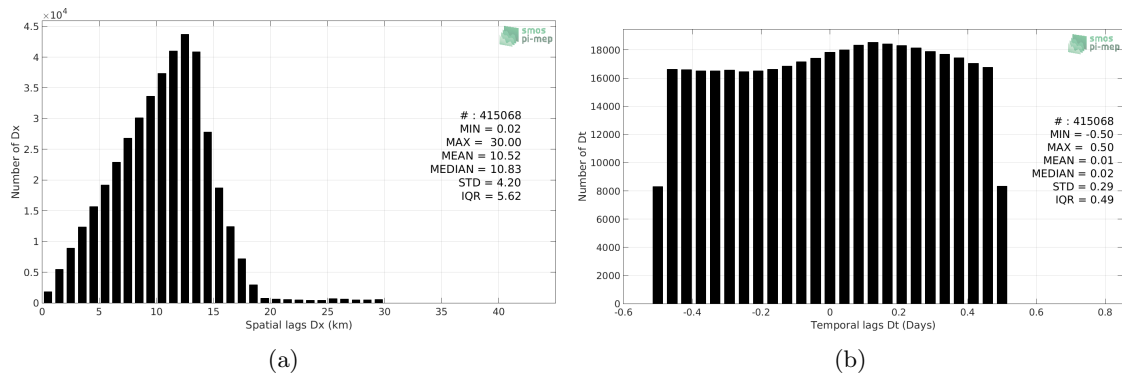 ×10⁴
4.5
4
3.5
3
2.5
2
1.5
1
0.5
0
Number of Dx
smos
pi-mep
# : 415068
MIN = 0.02
MAX = 30.00
MEAN = 10.52
MEDIAN = 10.83
STD = 4.20
IQR = 5.62
0 5 10 15 20 25 30 35 40
Spatial lags Dx (km)
(a)
18000
16000
14000
12000
10000
8000
6000
4000
2000
0
Number of Dt
smos
pi-mep
# : 415068
MIN = -0.50
MAX = 0.50
MEAN = 0.01
MEDIAN = 0.02
STD = 0.29
IQR = 0.49
-0.6 -0.4 -0.2 0 0.2 0.4 0.6 0.8
Temporal lags Dt (Days)
(b)